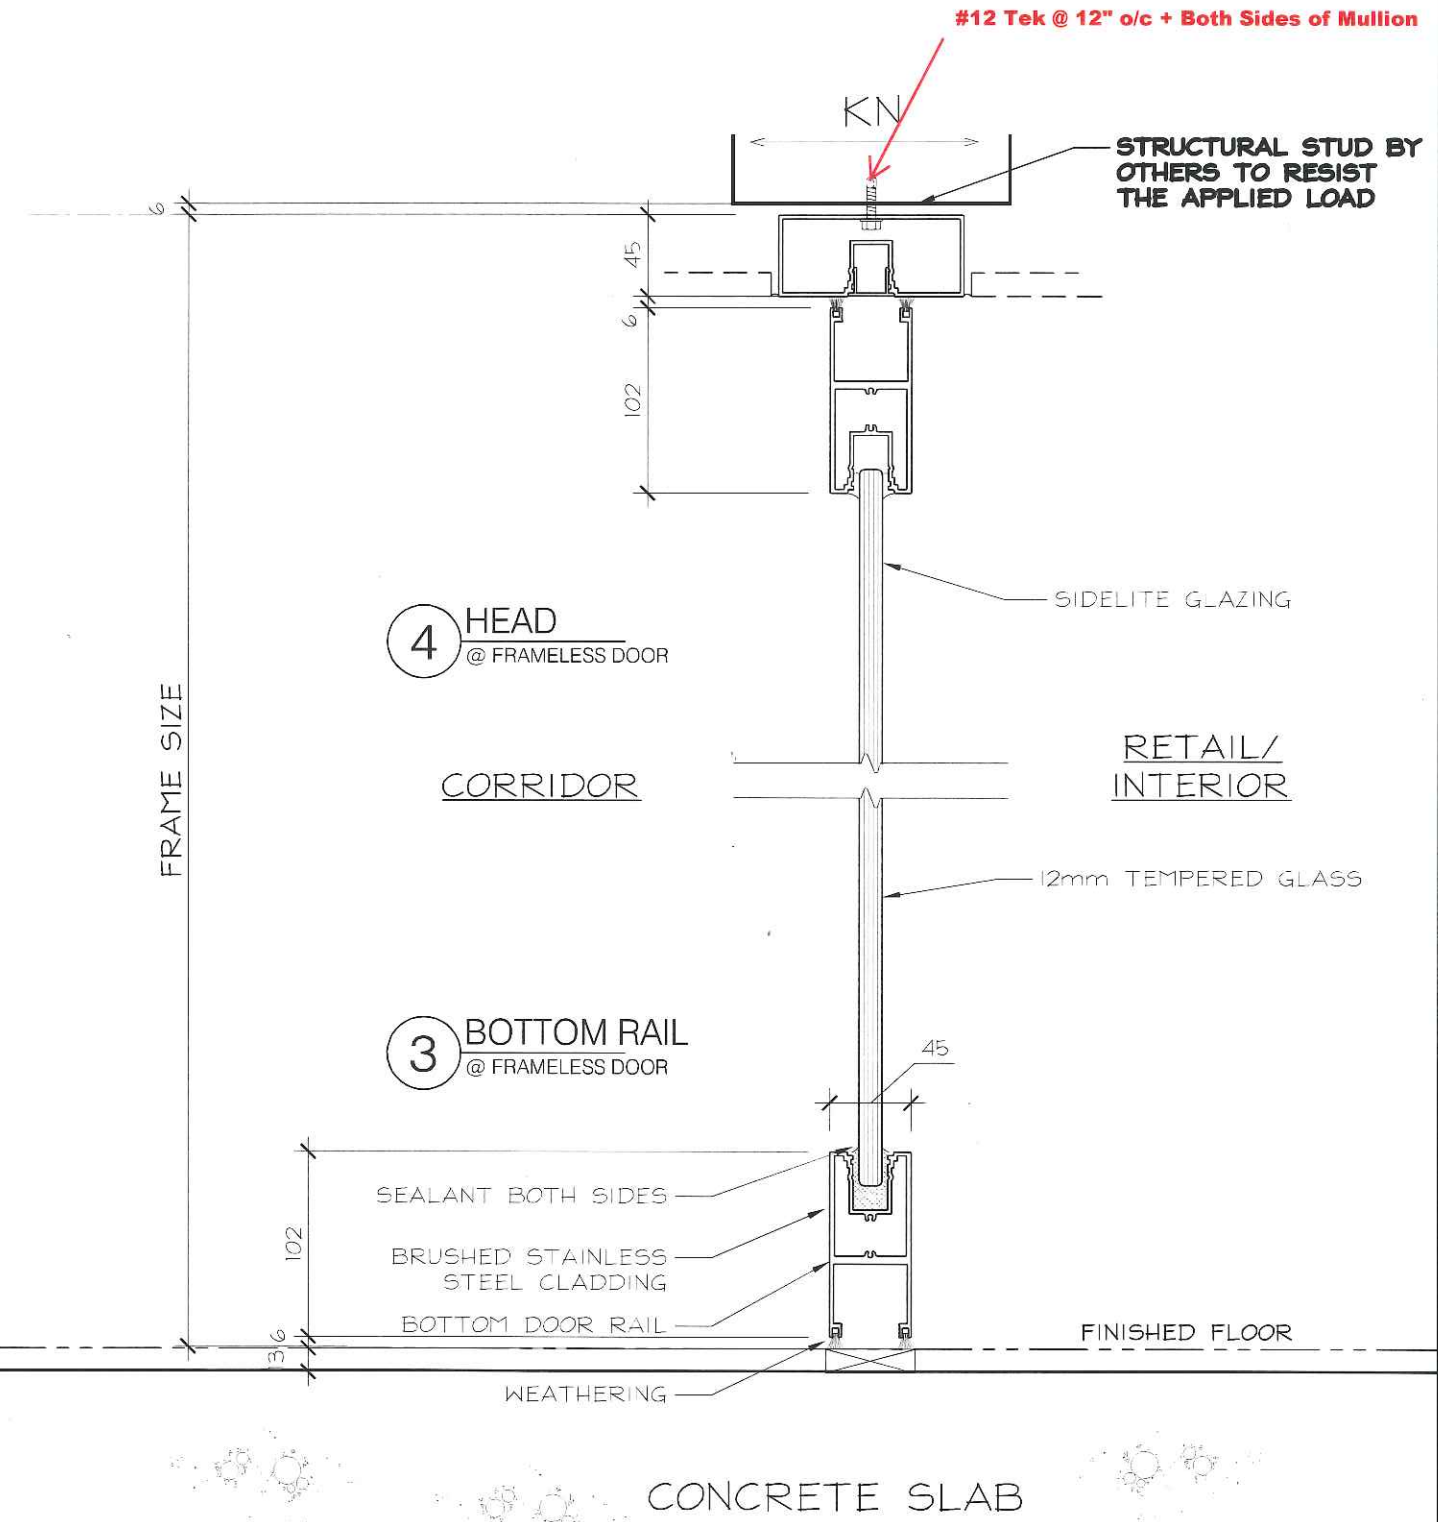 #12 Tek @ 12" o/c + Both Sides of Mullion
KN
STRUCTURAL STUD BY
OTHERS TO RESIST
THE APPLIED LOAD
6
45
6
102
SIDELITE GLAZING
4
HEAD
@ FRAMELESS DOOR
FRAME SIZE
CORRIDOR
RETAIL/
INTERIOR
12mm TEMPERED GLASS
3
BOTTOM RAIL
@ FRAMELESS DOOR
45
SEALANT BOTH SIDES
102
BRUSHED STAINLESS
STEEL CLADDING
BOTTOM DOOR RAIL
6
13
FINISHED FLOOR
WEATHERING
CONCRETE SLAB